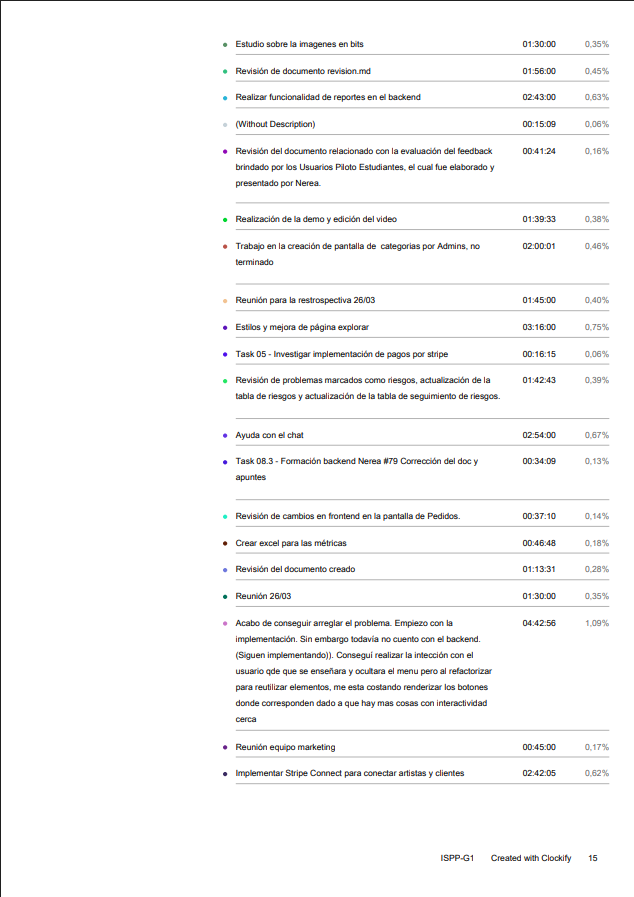 Estudio sobre la imagenes en bits 01:30:00 0,35%
Revisión de documento revision.md 01:56:00 0,45%
Realizar funcionalidad de reportes en el backend 02:43:00 0,63%
(Without Description) 00:15:09 0,06%
Revisión del documento relacionado con la evaluación del feedback 00:41:24 0,16%
brindado por los Usuarios Piloto Estudiantes, el cual fue elaborado y
presentado por Nerea.
Realización de la demo y edición del video 01:39:33 0,38%
Trabajo en la creación de pantalla de categorias por Admins, no 02:00:01 0,46%
terminado
Reunión para la restrospectiva 26/03 01:45:00 0,40%
Estilos y mejora de página explorar 03:16:00 0,75%
Task 05 - Investigar implementación de pagos por stripe 00:16:15 0,06%
Revisión de problemas marcados como riesgos, actualización de la 01:42:43 0,39%
tabla de riesgos y actualización de la tabla de seguimiento de riesgos.
Ayuda con el chat 02:54:00 0,67%
Task 08.3 - Formación backend Nerea #79 Corrección del doc y 00:34:09 0,13%
apuntes
Revisión de cambios en frontend en la pantalla de Pedidos. 00:37:10 0,14%
Crear excel para las métricas 00:46:48 0,18%
Revisión del documento creado 01:13:31 0,28%
Reunión 26/03 01:30:00 0,35%
Acabo de conseguir arreglar el problema. Empiezo con la 04:42:56 1,09%
implementación. Sin embargo todavía no cuento con el backend.
(Siguen implementando)). Conseguí realizar la intección con el
usuario qde que se enseñara y ocultara el menu pero al refactorizar
para reutilizar elementos, me esta costando renderizar los botones
donde corresponden dado a que hay mas cosas con interactividad
cerca
Reunión equipo marketing 00:45:00 0,17%
Implementar Stripe Connect para conectar artistas y clientes 02:42:05 0,62%
ISPP-G1 Created with Clockify 15